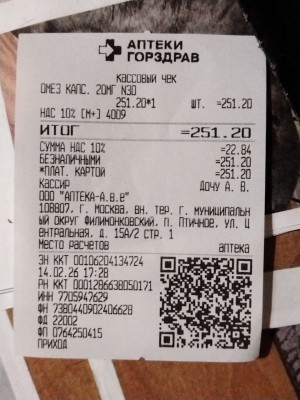 АПТЕКИ
ГОРЗДРАВ
КАССОВЫЙ ЧЕК
ОМЕЗ КАПС. 20МГ N30
251.20*1 ШТ. =251.20
НДС 10% [М+] 4009
ИТОГ =251.20
СУММА НДС 10% =22.84
БЕЗНАЛИЧНЫМИ =251.20
*ПЛАТ. КАРТОЙ =251.20
КАССИР Дочу А. В.
ООО "АПТЕКА-А.в.е"
108807, г. МОСКВА, ВН. ТЕР. Г. МУНИЦИПАЛЬН
ЫЙ ОКРУГ ФИЛИМОНКОВСКИЙ, П. ПТИЧНОЕ, УЛ. Ц
ентральная, д. 15А/2 СТР. 1
Место расчетов аптека
ЗН ККТ 00106204134724
14.02.26 17:28
РН ККТ 0001286638050171
ИНН 7705947629
ФН 7380440902406628
ФД 22002
ФП 0764250415
ПРИХОД